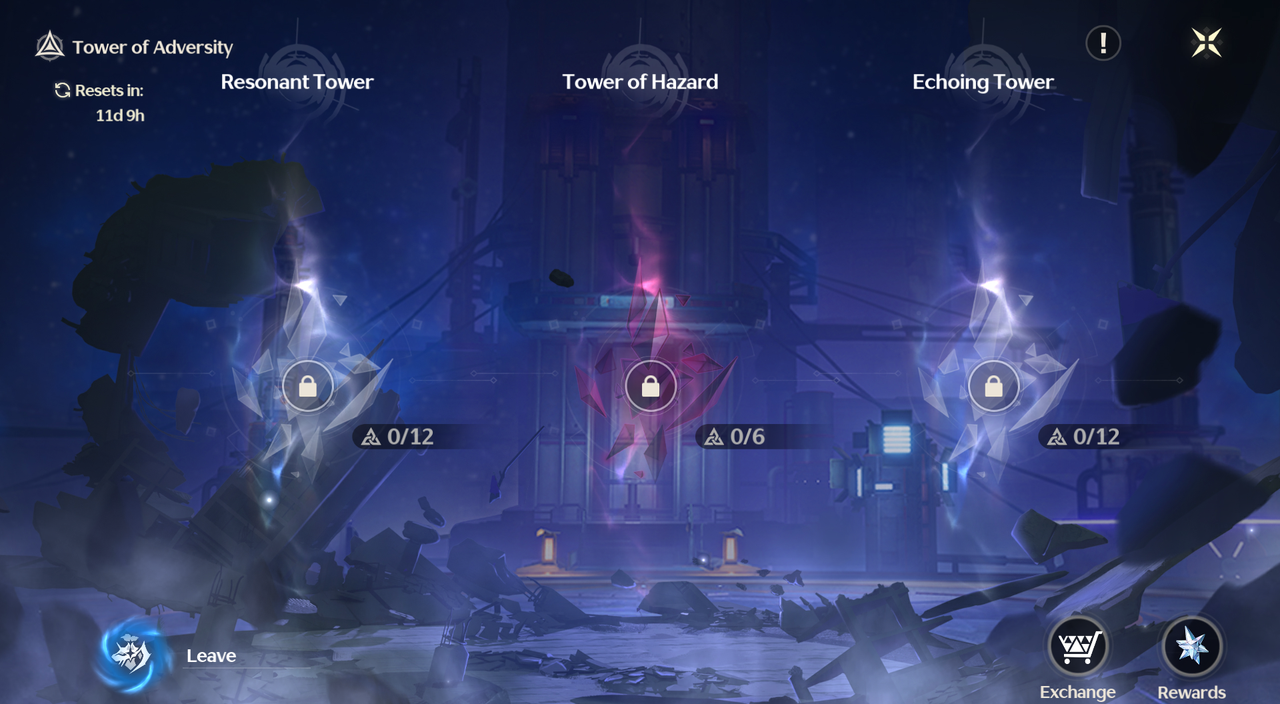 Tower of Adversity
Resets in:
11d 9h
Resonant Tower
Tower of Hazard
Echoing Tower
!
0/12
0/6
0/12
Leave
Exchange
Rewards